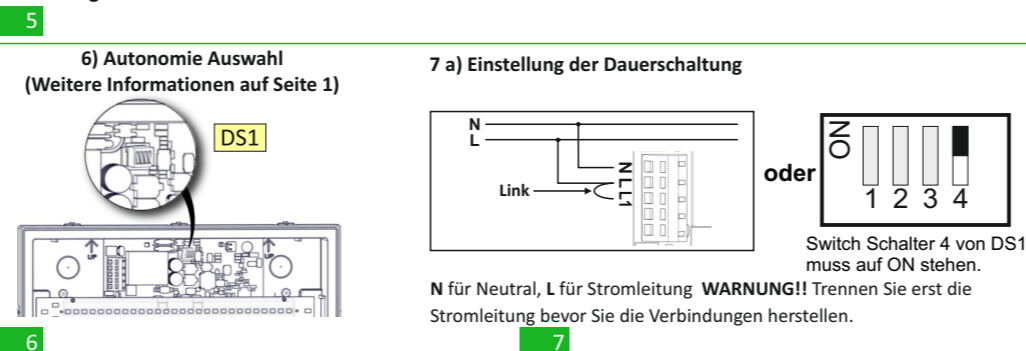 5
6) Autonomie Auswahl
(Weitere Informationen auf Seite 1)
DS1
UP
UP
6
7 a) Einstellung der Dauerschaltung
N
L
Link
N L L1
oder
ON
1 2 3 4
Switch Schalter 4 von DS1
muss auf ON stehen.
N für Neutral, L für Stromleitung WARNUNG!! Trennen Sie erst die
Stromleitung bevor Sie die Verbindungen herstellen.
7